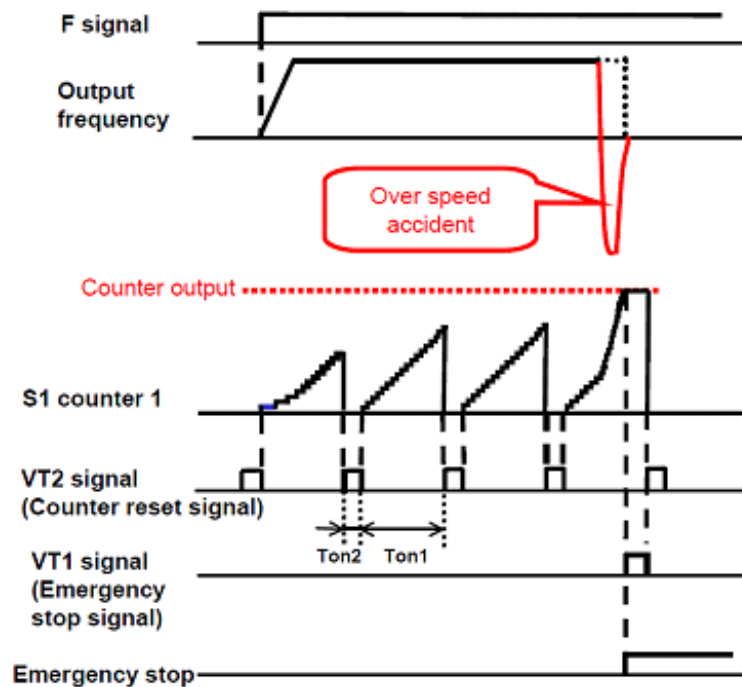 F signal
Output
frequency
Over speed
accident
Counter output
S1 counter 1
VT2 signal
(Counter reset signal)
Ton2
Ton1
VT1 signal
(Emergency
stop signal)
Emergency stop